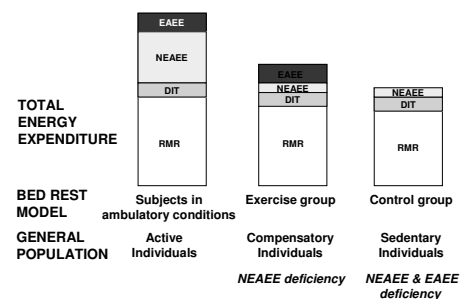 EAEE
NEAEE
DIT
RMR
EAEE
NEAEE
DIT
RMR
NEAEE
DIT
RMR
TOTAL
ENERGY
EXPENDITURE
BED REST
MODEL
Subjects in
ambulatory conditions
Exercise group
Control group
GENERAL
POPULATION
Active
Individuals
Compensatory
Individuals
Sedentary
Individuals
NEAEE deficiency
NEAEE & EAEE
deficiency